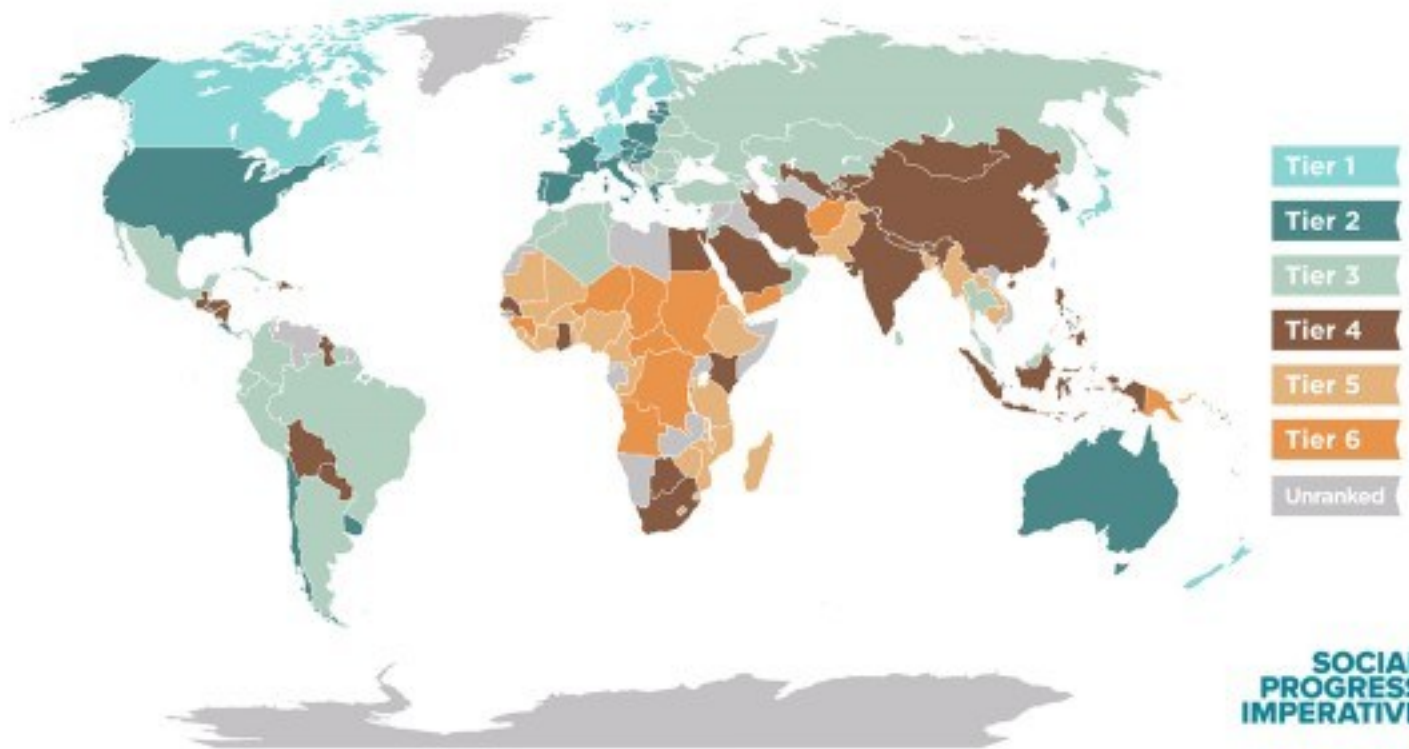 Tier 1
Tier 2
Tier 3
Tier 4
Tier 5
Tier 6
Unranked
SOCIAL
PROGRESS
IMPERATIVE